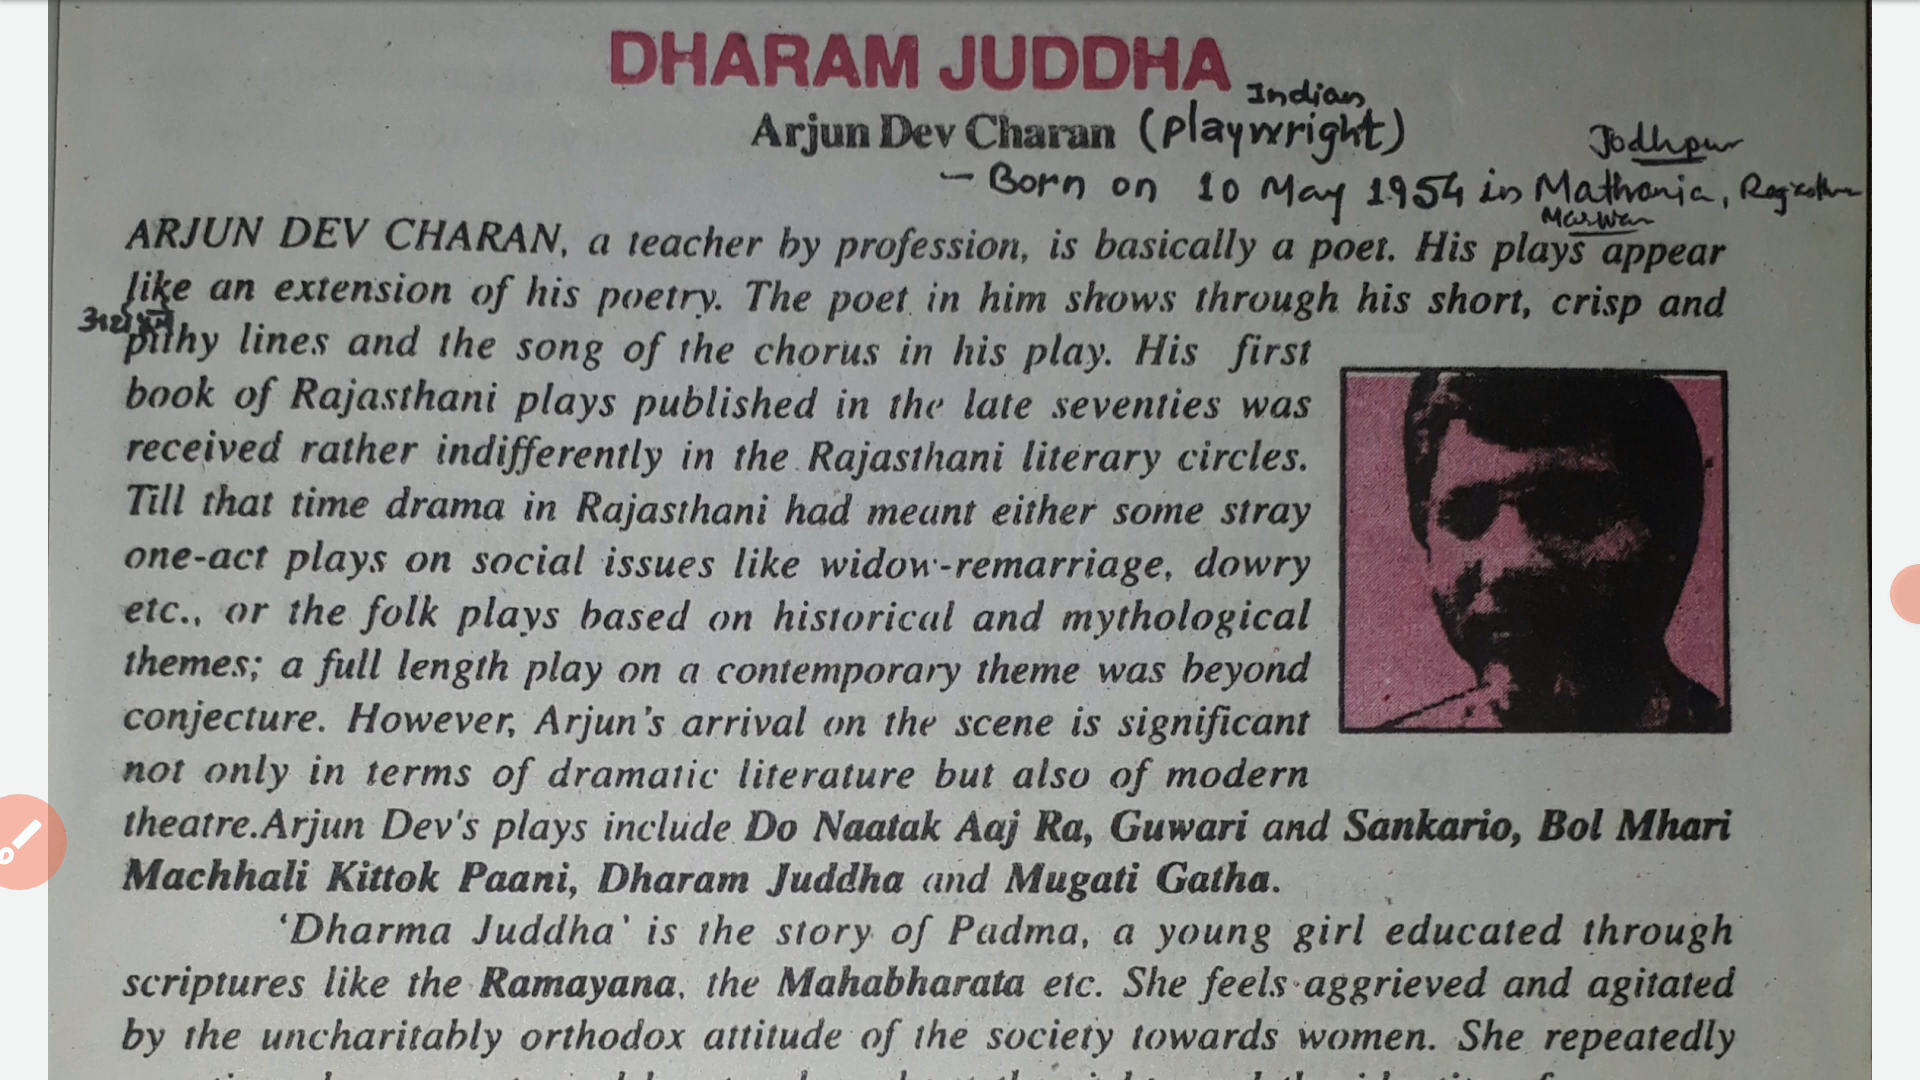 DHARAM JUDDHA
Indian
Arjun Dev Charan (Playwright)
Jodhpur
- Born on 10 May 1954 in Mathania, Rajasthan
Marwar
ARJUN DEV CHARAN, a teacher by profession, is basically a poet. His plays appear
like an extension of his poetry. The poet in him shows through his short, crisp and
pithy lines and the song of the chorus in his play. His first
book of Rajasthani plays published in the late seventies was
received rather indifferently in the Rajasthani literary circles.
Till that time drama in Rajasthani had meant either some stray
one-act plays on social issues like widow-remarriage, dowry
etc., or the folk plays based on historical and mythological
themes; a full length play on a contemporary theme was beyond
conjecture. However, Arjun's arrival on the scene is significant
not only in terms of dramatic literature but also of modern
theatre.Arjun Dev's plays include Do Naatak Aaj Ra, Guwari and Sankario, Bol Mhari
Machhali Kittok Paani, Dharam Juddha and Mugati Gatha.
'Dharma Juddha' is the story of Padma, a young girl educated through
scriptures like the Ramayana, the Mahabharata etc. She feels aggrieved and agitated
by the uncharitably orthodox attitude of the society towards women. She repeatedly